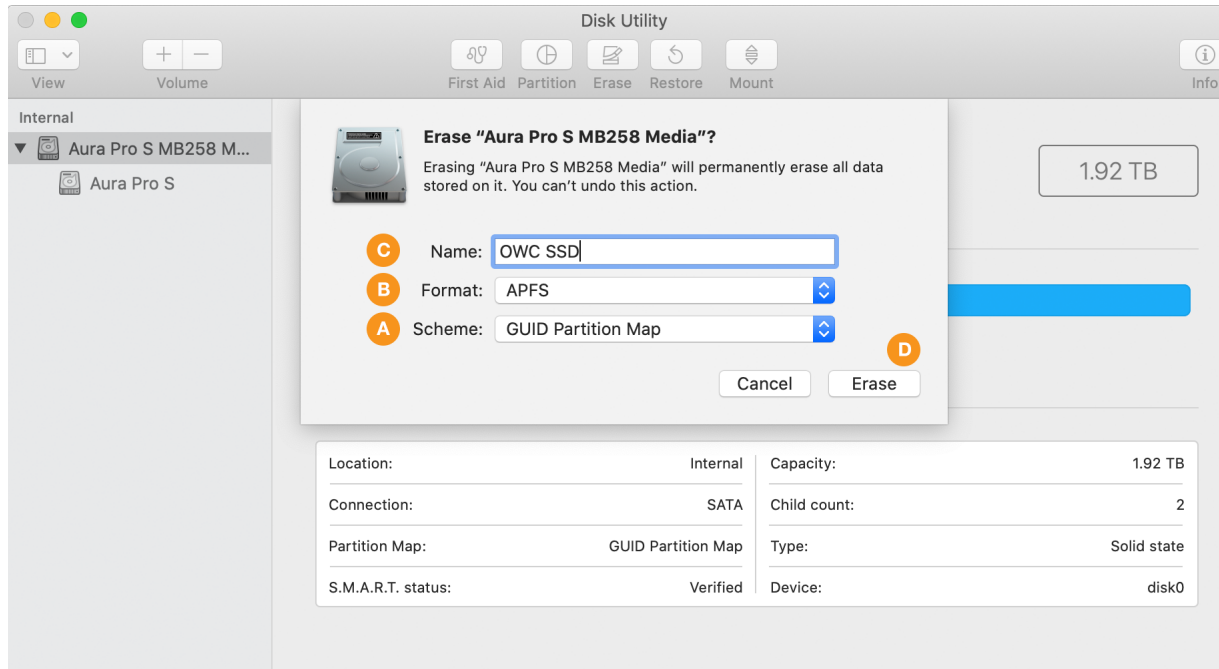 Disk Utility
View
Volume
First Aid
Partition
Erase
Restore
Mount
Info
Internal
Aura Pro S MB258 M...
Aura Pro S
Erase “Aura Pro S MB258 Media”?
Erasing “Aura Pro S MB258 Media” will permanently erase all data
stored on it. You can’t undo this action.
1.92 TB
C Name: OWC SSD
B Format: APFS
A Scheme: GUID Partition Map
D
Cancel
Erase
Location: Internal
Capacity: 1.92 TB
Connection: SATA
Child count: 2
Partition Map: GUID Partition Map
Type: Solid state
S.M.A.R.T. status: Verified
Device: disk0